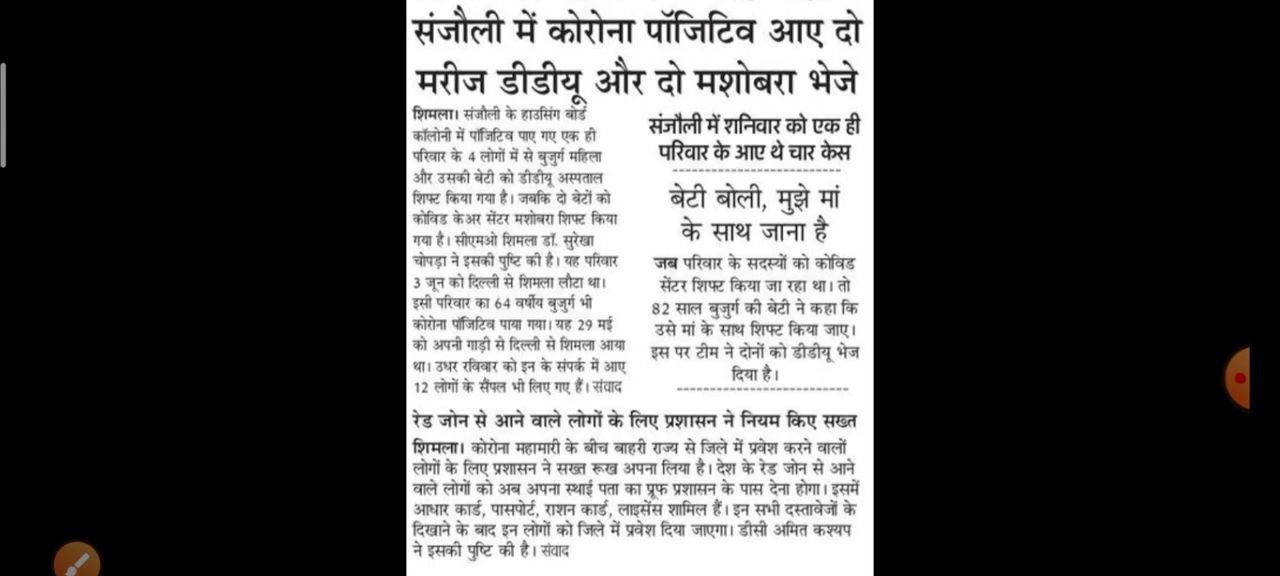 संजौली में कोरोना पॉजिटिव आए दो
मरीज डीडीयू और दो मशोबरा भेजे
शिमला। संजौली के हाउसिंग बोर्ड
कॉलोनी में पॉजिटिव पाए गए एक ही
परिवार के 4 लोगों में से बुजुर्ग महिला
और उसकी बेटी को डीडीयू अस्पताल
शिफ्ट किया गया है। जबकि दो बेटों को
कोविड केअर सेंटर मशोबरा शिफ्ट किया
गया है। सीएमओ शिमला डॉ. सुरेखा
चोपड़ा ने इसकी पुष्टि की है। यह परिवार
3 जून को दिल्ली से शिमला लौटा था।
इसी परिवार का 64 वर्षीय बुजुर्ग भी
कोरोना पॉजिटिव पाया गया। यह 29 मई
को अपनी गाड़ी से दिल्ली से शिमला आया
था। उधर रविवार को इन के संपर्क में आए
12 लोगों के सैंपल भी लिए गए हैं। संवाद
संजौली में शनिवार को एक ही
परिवार के आए थे चार केस
बेटी बोली, मुझे मां
के साथ जाना है
जब परिवार के सदस्यों को कोविड
सेंटर शिफ्ट किया जा रहा था। तो
82 साल बुजुर्ग की बेटी ने कहा कि
उसे मां के साथ शिफ्ट किया जाए।
इस पर टीम ने दोनों को डीडीयू भेज
दिया है।
रेड जोन से आने वाले लोगों के लिए प्रशासन ने नियम किए सख्त
शिमला। कोरोना महामारी के बीच बाहरी राज्य से जिले में प्रवेश करने वालों
लोगों के लिए प्रशासन ने सख्त रूख अपना लिया है। देश के रेड जोन से आने
वाले लोगों को अब अपना स्थाई पता का प्रूफ प्रशासन के पास देना होगा। इसमें
आधार कार्ड, पासपोर्ट, राशन कार्ड, लाइसेंस शामिल हैं। इन सभी दस्तावेजों के
दिखाने के बाद इन लोगों को जिले में प्रवेश दिया जाएगा। डीसी अमित कश्यप
ने इसकी पुष्टि की है। संवाद